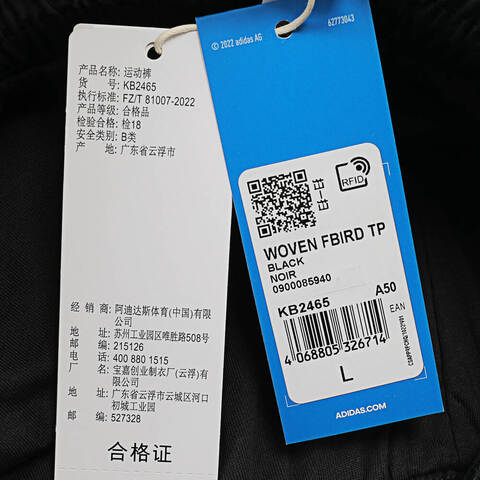 产品名称: 运动裤
货 号: KB2465
执行标准: FZ/T 81007-2022
产品等级: 合格品
检验合格: 检18
安全类别: B类
产 地: 广东省云浮市
经 销 商: 阿迪达斯体育(中国)有限
公司
地 址: 苏州工业园区唯胜路508号
邮 编: 215126
电 话: 400 880 1515
厂 名: 宝嘉创业制衣厂(云浮)有
限公司
地 址: 广东省云浮市云城区河口
初城工业园
邮 编: 527328
合格证
© 2022 adidas AG
62773043
RFID
WOVEN FBIRD TP
BLACK
NOIR
0900085940
KB2465
A50
EAN
4 068805 326714
L
ADIDAS.COM